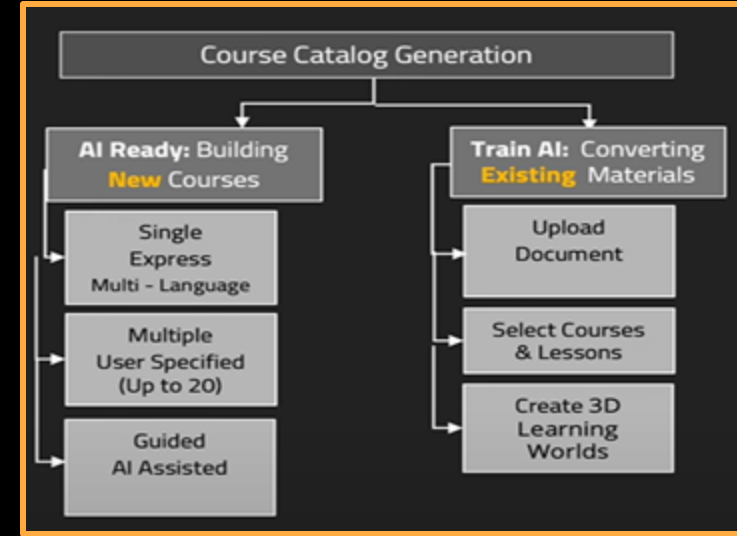 Course Catalog Generation
AI Ready: Building
New Courses
Single
Express
Multi - Language
Multiple
User Specified
(Up to 20)
Guided
AI Assisted
Train AI: Converting
Existing Materials
Upload
Document
Select Courses
& Lessons
Create 3D
Learning
Worlds